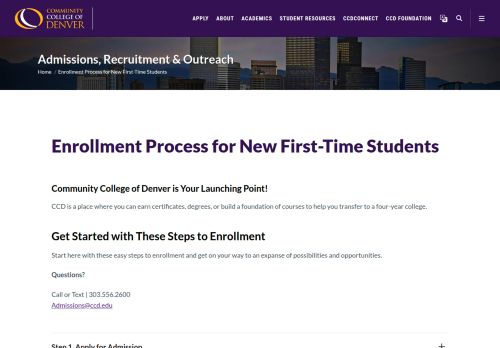 COMMUNITY
COLLEGE OF
DENVER
APPLY ABOUT ACADEMICS STUDENT RESOURCES CCDCONNECT CCD FOUNDATION
Admissions, Recruitment & Outreach
Home / Enrollment Process for New First-Time Students
Enrollment Process for New First-Time Students
Community College of Denver is Your Launching Point!
CCD is a place where you can earn certificates, degrees, or build a foundation of courses to help you transfer to a four-year college.
Get Started with These Steps to Enrollment
Start here with these easy steps to enrollment and get on your way to an expanse of possibilities and opportunities.
Questions?
Call or Text | 303.556.2600
Admissions@ccd.edu
Step 1. Apply for Admission